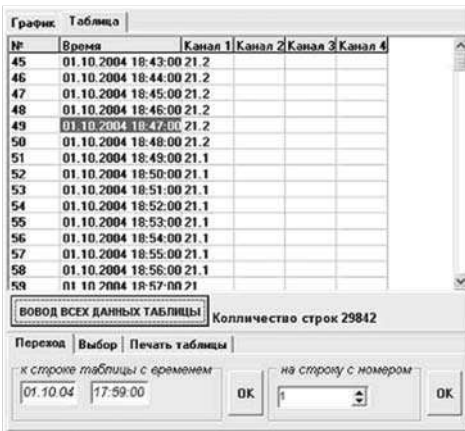 График Таблица
№ Время Канал 1 Канал 2 Канал 3 Канал 4
45 01.10.2004 18:43:00 21.2
46 01.10.2004 18:44:00 21.2
47 01.10.2004 18:45:00 21.2
48 01.10.2004 18:46:00 21.2
49 01.10.2004 18:47:00 21.2
50 01.10.2004 18:48:00 21.2
51 01.10.2004 18:49:00 21.1
52 01.10.2004 18:50:00 21.1
53 01.10.2004 18:51:00 21.1
54 01.10.2004 18:52:00 21.1
55 01.10.2004 18:53:00 21.1
56 01.10.2004 18:54:00 21.1
57 01.10.2004 18:55:00 21.1
58 01.10.2004 18:56:00 21.1
59 01.10.2004 18:57:00 21
ВОВОД ВСЕХ ДАННЫХ ТАБЛИЦЫ Колличество строк 29842
Переход Выбор Печать таблицы
к строке таблицы с временем на строку с номером
01.10.04 17:59:00 OK 1 OK